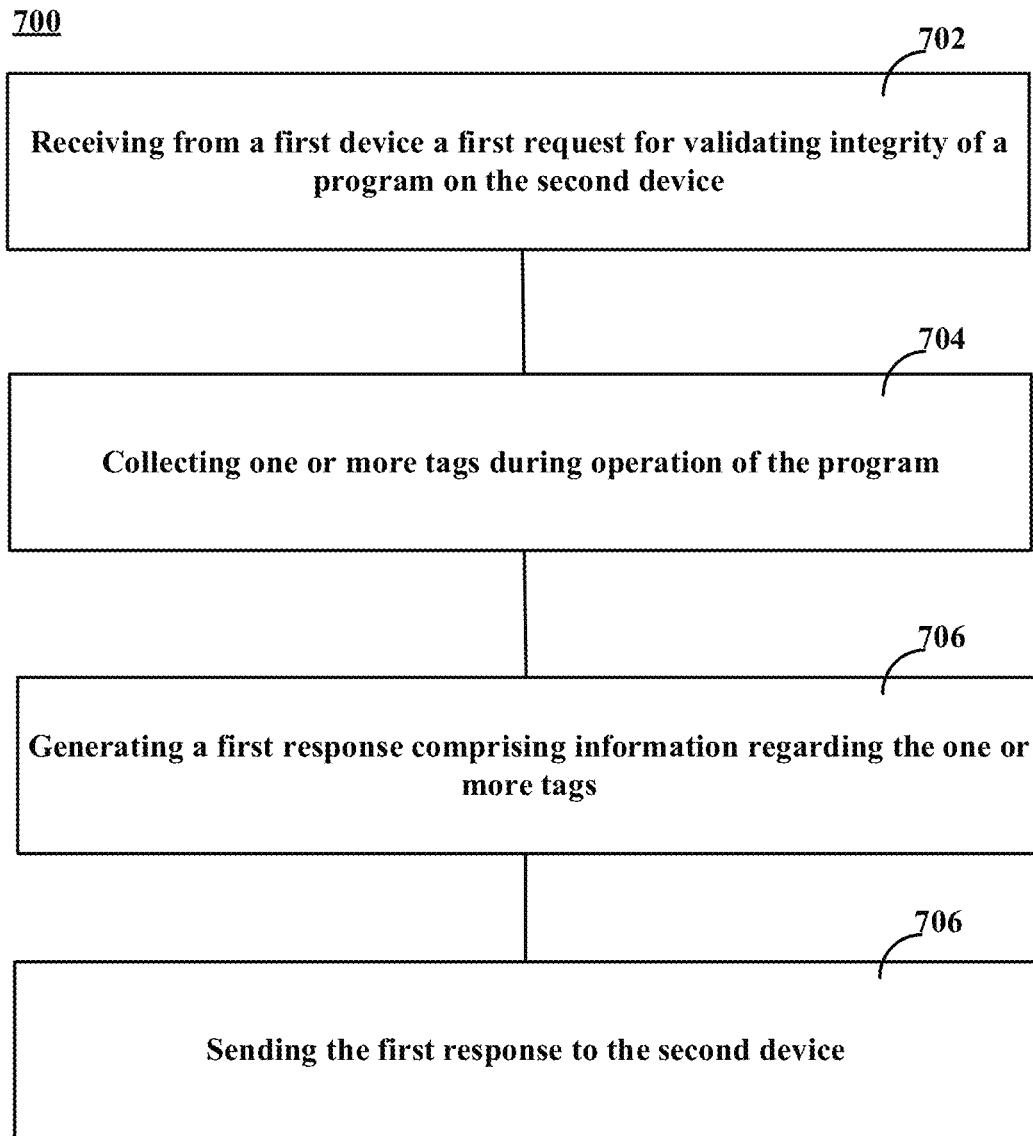 700
702
Receiving from a first device a first request for validating integrity of a
program on the second device
704
Collecting one or more tags during operation of the program
706
Generating a first response comprising information regarding the one or
more tags
706
Sending the first response to the second device